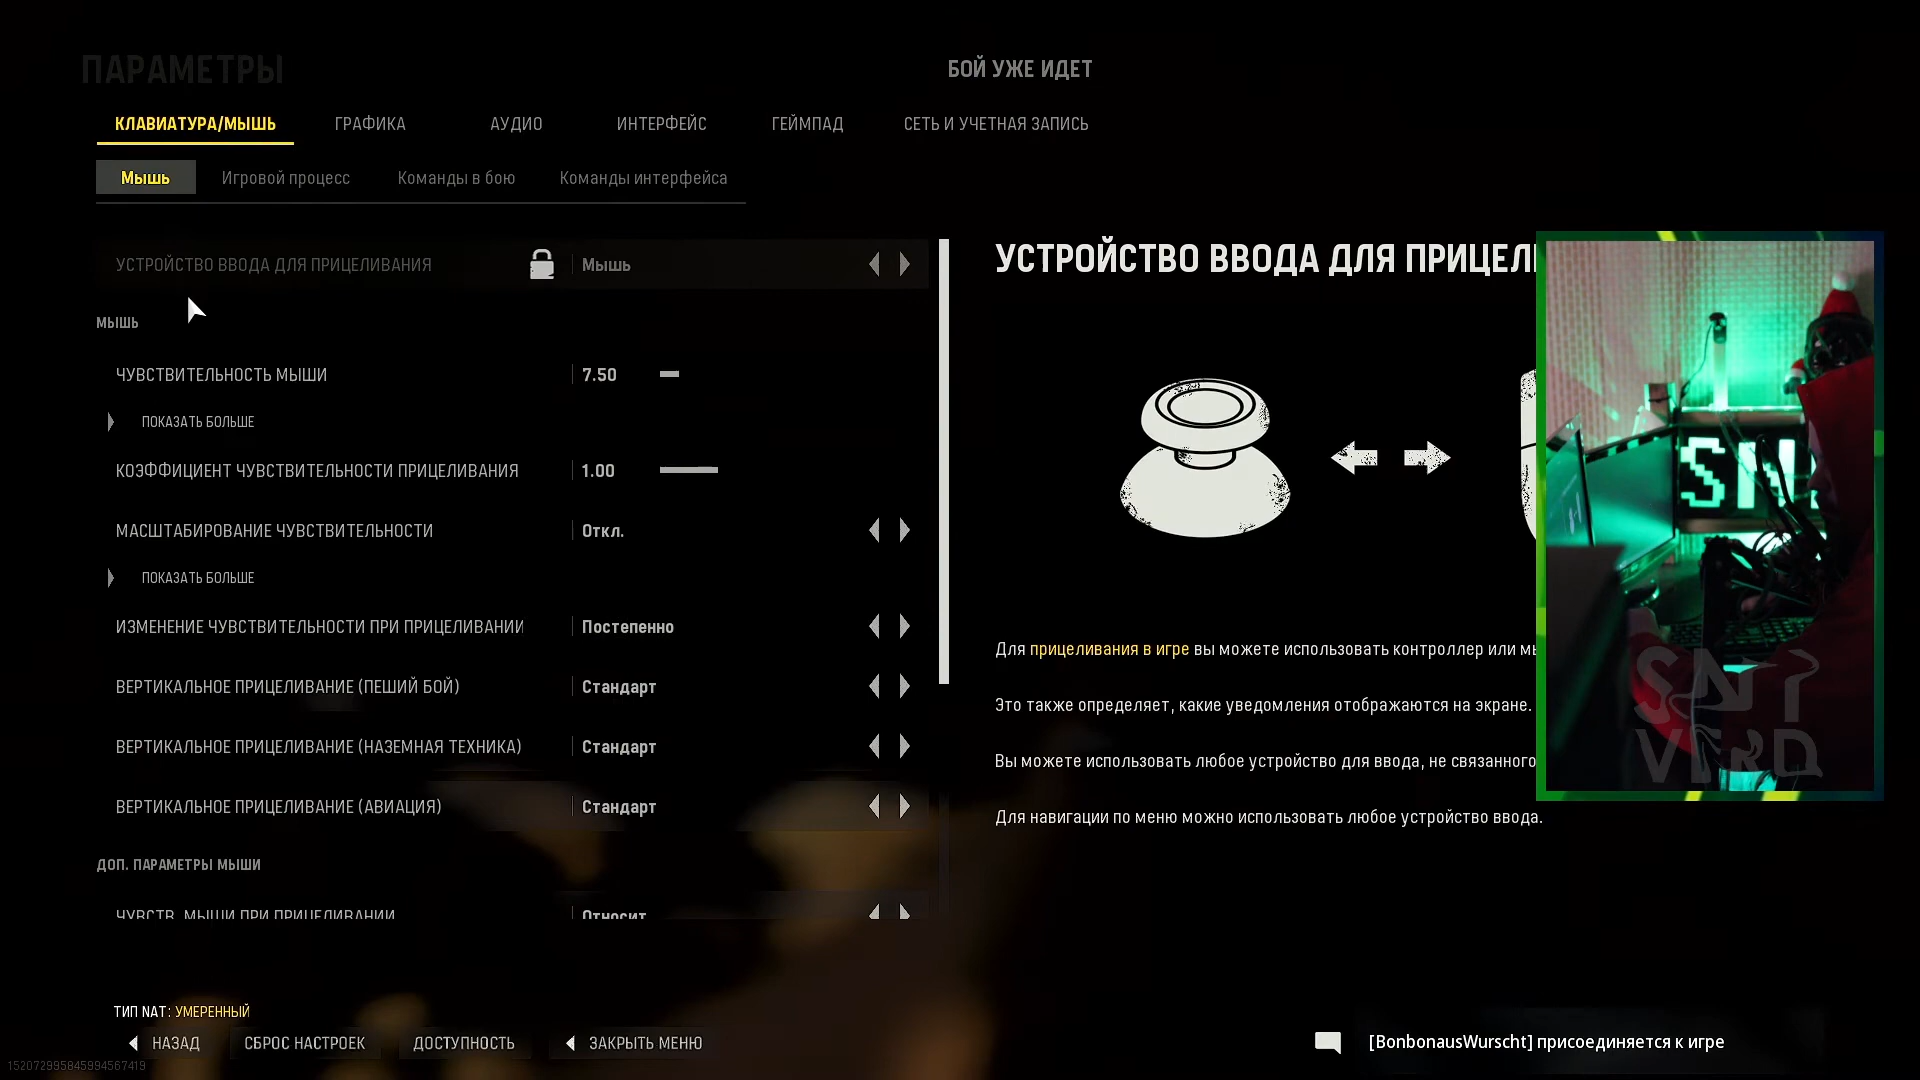 ПАРАМЕТРЫ
БОЙ УЖЕ ИДЕТ
КЛАВИАТУРА/МЫШЬ ГРАФИКА АУДИО ИНТЕРФЕЙС ГЕЙМПАД СЕТЬ И УЧЕТНАЯ ЗАПИСЬ
Мышь Игровой процесс Команды в бою Команды интерфейса
УСТРОЙСТВО ВВОДА ДЛЯ ПРИЦЕЛИВАНИЯ Мышь
МЫШЬ
ЧУВСТВИТЕЛЬНОСТЬ МЫШИ 7.50
ПОКАЗАТЬ БОЛЬШЕ
КОЭФФИЦИЕНТ ЧУВСТВИТЕЛЬНОСТИ ПРИЦЕЛИВАНИЯ 1.00
МАСШТАБИРОВАНИЕ ЧУВСТВИТЕЛЬНОСТИ Откл.
ПОКАЗАТЬ БОЛЬШЕ
ИЗМЕНЕНИЕ ЧУВСТВИТЕЛЬНОСТИ ПРИ ПРИЦЕЛИВАНИИ Постепенно
ВЕРТИКАЛЬНОЕ ПРИЦЕЛИВАНИЕ (ПЕШИЙ БОЙ) Стандарт
ВЕРТИКАЛЬНОЕ ПРИЦЕЛИВАНИЕ (НАЗЕМНАЯ ТЕХНИКА) Стандарт
ВЕРТИКАЛЬНОЕ ПРИЦЕЛИВАНИЕ (АВИАЦИЯ) Стандарт
ДОП. ПАРАМЕТРЫ МЫШИ
ЧУВСТВ. МЫШИ ПРИ ПРИЦЕЛИВАНИИ Относит.
УСТРОЙСТВО ВВОДА ДЛЯ ПРИЦЕЛ
Для прицеливания в игре вы можете использовать контроллер или мы
Это также определяет, какие уведомления отображаются на экране.
Вы можете использовать любое устройство для ввода, не связанного
Для навигации по меню можно использовать любое устройство ввода.
ТИП NAT: УМЕРЕННЫЙ
НАЗАД СБРОС НАСТРОЕК ДОСТУПНОСТЬ ЗАКРЫТЬ МЕНЮ
[BonbonausWurscht] присоединяется к игре
152072995845994567419